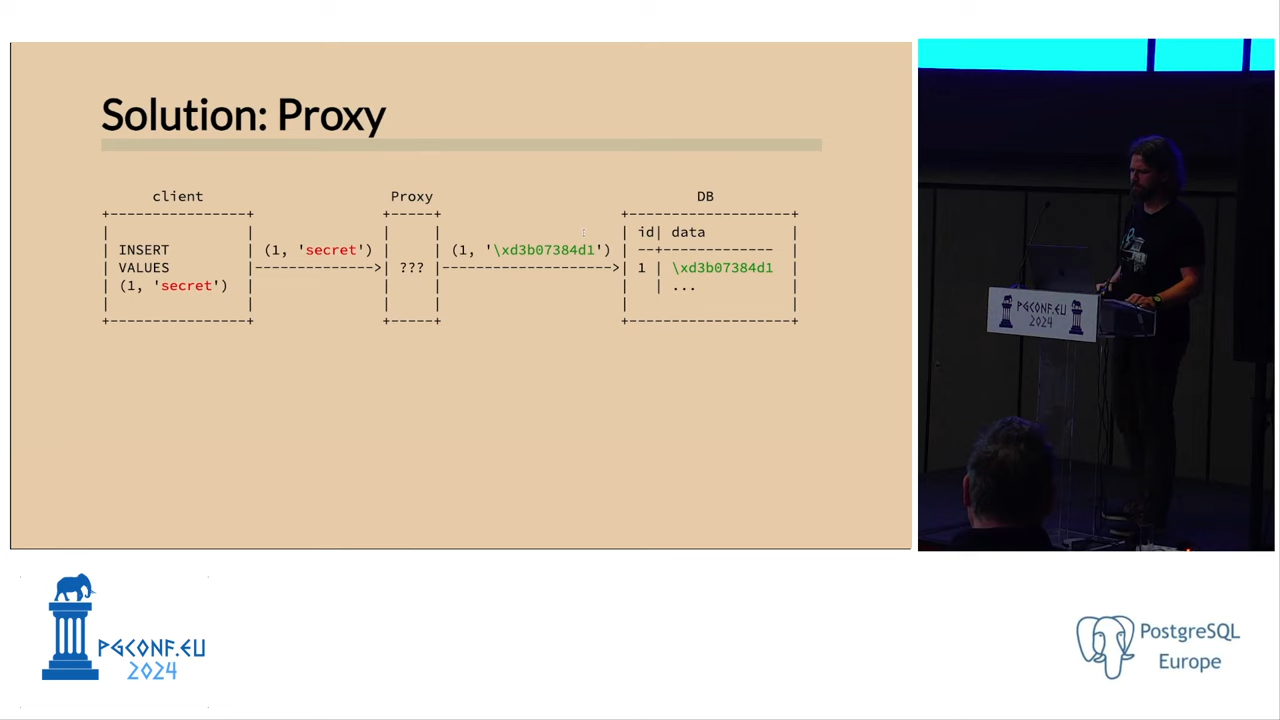 Solution: Proxy
client Proxy DB
+---------------+ +-----+ +-------------------+
| | | | | id| data |
| INSERT | (1, 'secret') | | (1, '\xd3b07384d1') | --+------------- |
| VALUES |-------------->| ??? |-------------------->| 1 | \xd3b07384d1 |
| (1, 'secret') | | | | | ... |
| | | | | |
+---------------+ +-----+ +-------------------+
PGCONF.EU
2024
PGCONF.EU
2024
PostgreSQL
Europe